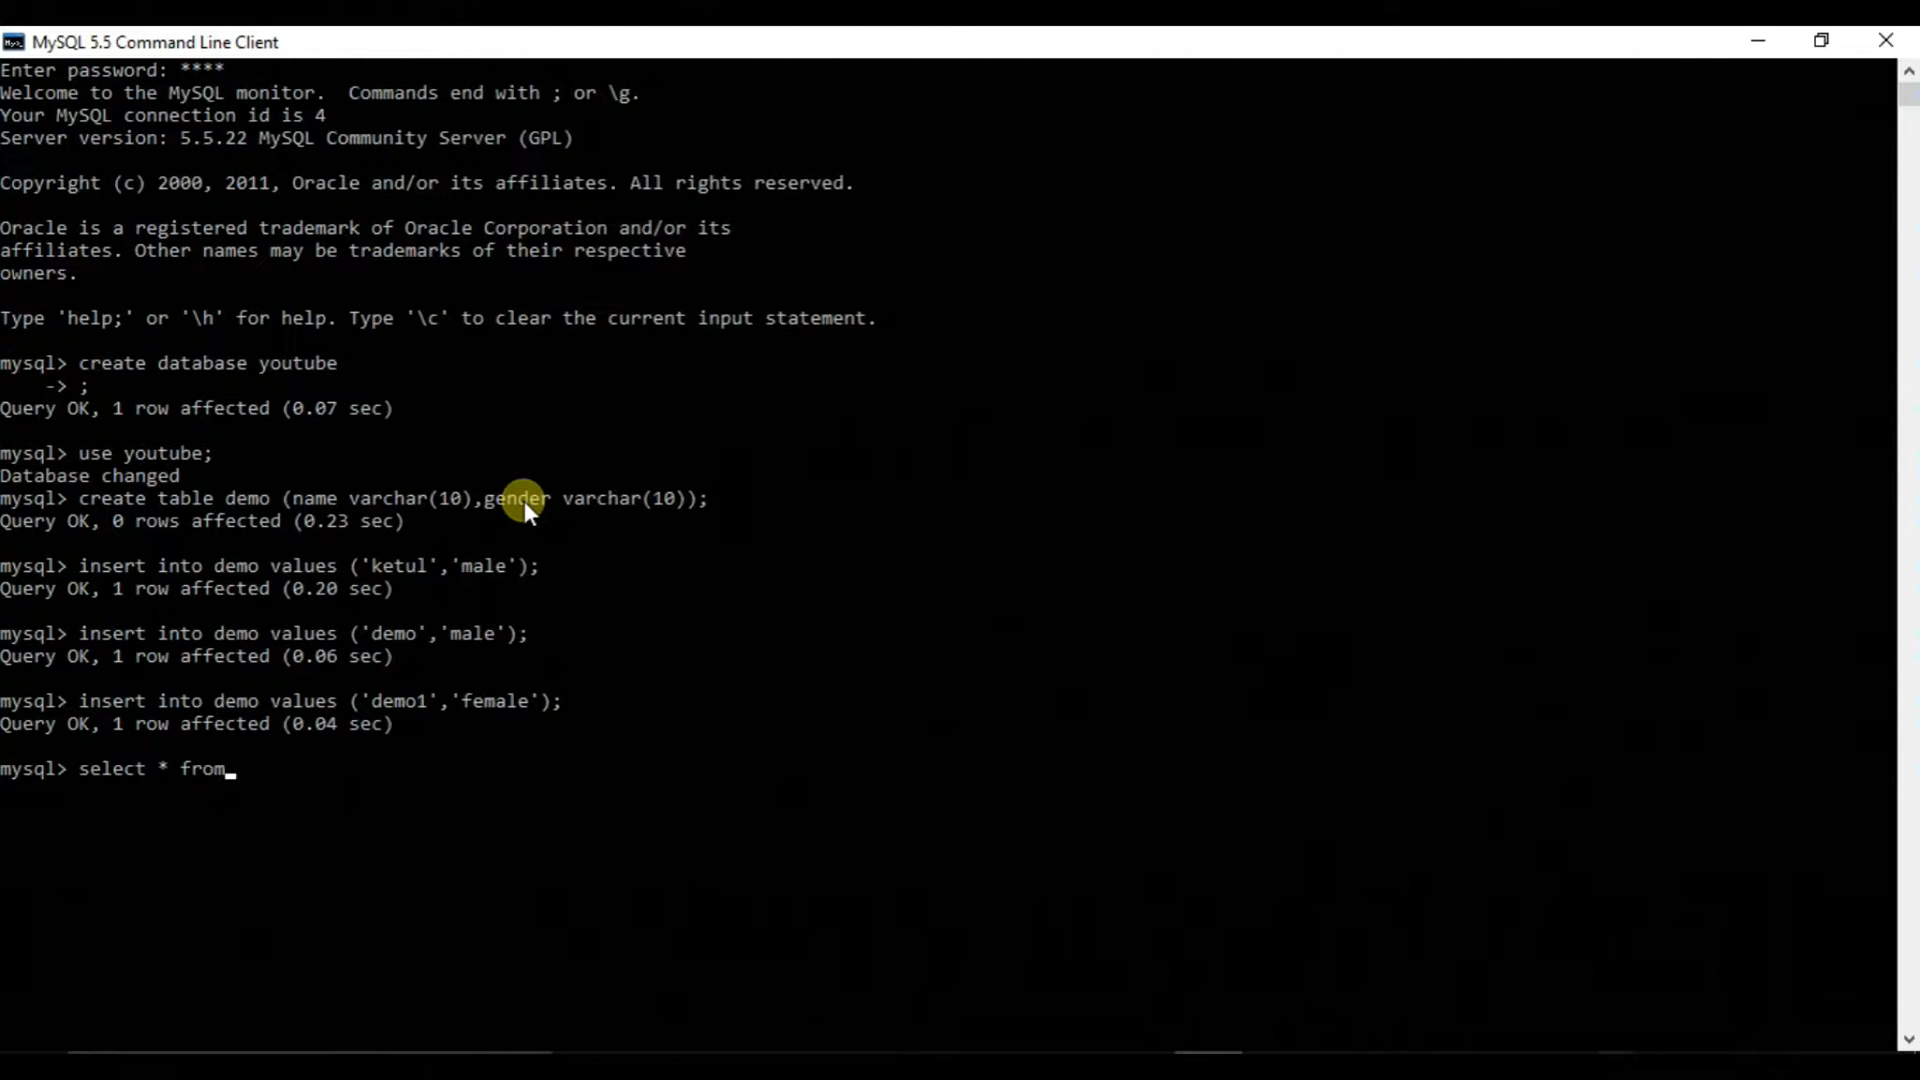 MySQL 5.5 Command Line Client
Enter password: ****
Welcome to the MySQL monitor.  Commands end with ; or \g.
Your MySQL connection id is 4
Server version: 5.5.22 MySQL Community Server (GPL)
Copyright (c) 2000, 2011, Oracle and/or its affiliates. All rights reserved.
Oracle is a registered trademark of Oracle Corporation and/or its
affiliates. Other names may be trademarks of their respective
owners.
Type 'help;' or '\h' for help. Type '\c' to clear the current input statement.
mysql> create database youtube
    -> ;
Query OK, 1 row affected (0.07 sec)
mysql> use youtube;
Database changed
mysql> create table demo (name varchar(10),gender varchar(10));
Query OK, 0 rows affected (0.23 sec)
mysql> insert into demo values ('ketul','male');
Query OK, 1 row affected (0.20 sec)
mysql> insert into demo values ('demo','male');
Query OK, 1 row affected (0.06 sec)
mysql> insert into demo values ('demo1','female');
Query OK, 1 row affected (0.04 sec)
mysql> select * from